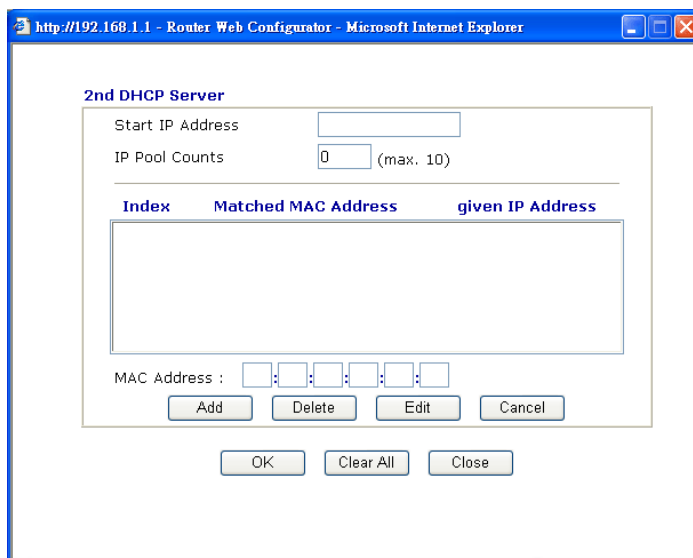 http://192.168.1.1 - Router Web Configurator - Microsoft Internet Explorer
2nd DHCP Server
Start IP Address
IP Pool Counts 0 (max. 10)
Index Matched MAC Address given IP Address
MAC Address : : : : : :
Add Delete Edit Cancel
OK Clear All Close